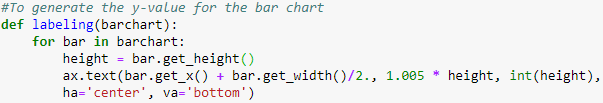 #To generate the y-value for the bar chart
def labeling(barchart):
    for bar in barchart:
        height = bar.get_height()
        ax.text(bar.get_x() + bar.get_width()/2., 1.005 * height, int(height),
        ha='center', va='bottom')